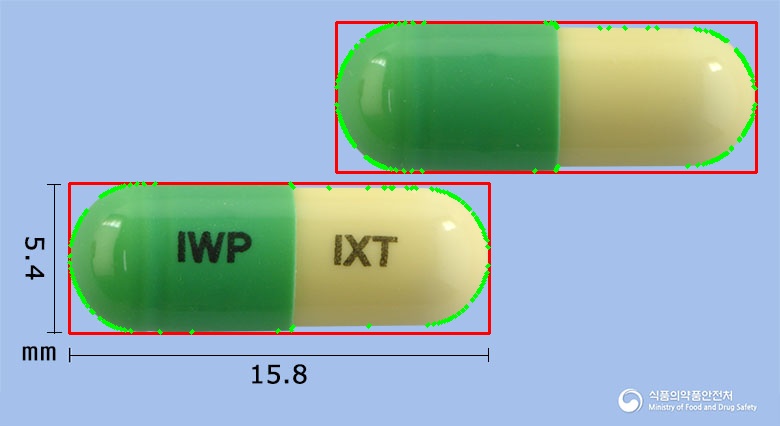 IWP IXT
5.4
mm
15.8
식품의약품안전처
Ministry of Food and Drug Safety